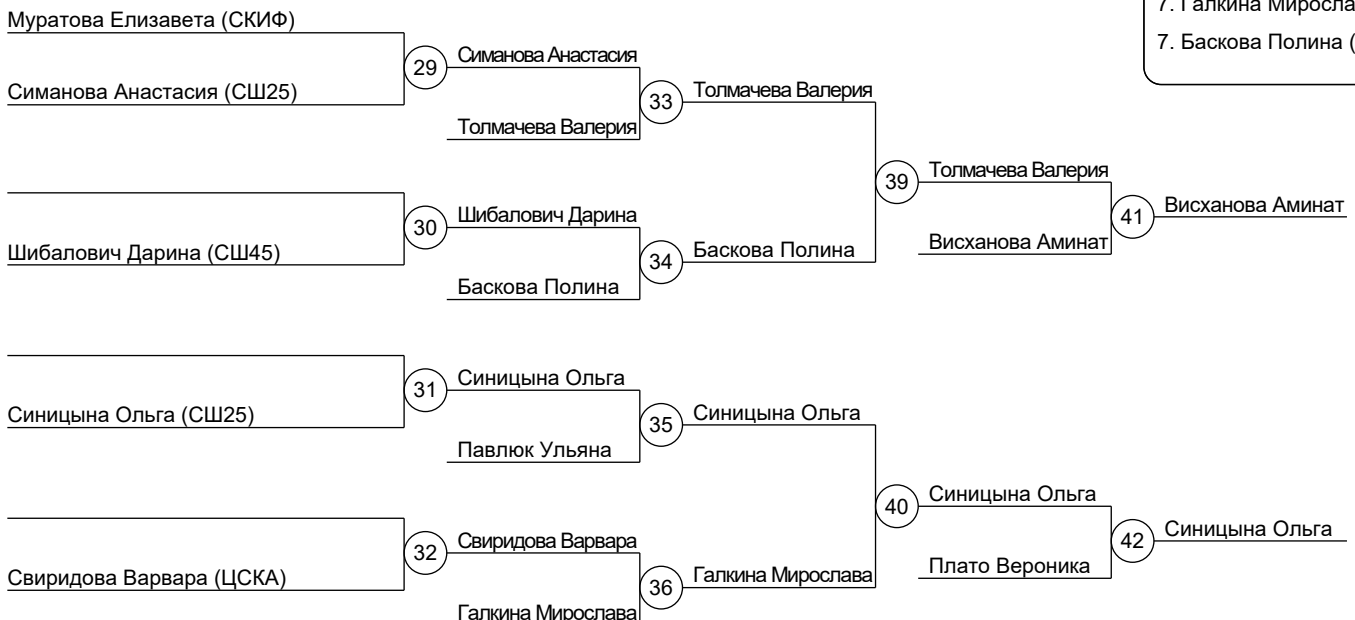 7. Галкина Миросла
7. Баскова Полина (
Муратова Елизавета (СКИФ)
29
Симанова Анастасия
Симанова Анастасия (СШ25)
33
Толмачева Валерия
Толмачева Валерия
39
Толмачева Валерия
30
Шибалович Дарина
41
Висханова Аминат
Шибалович Дарина (СШ45)
34
Баскова Полина
Висханова Аминат
Баскова Полина
31
Синицына Ольга
Синицына Ольга (СШ25)
35
Синицына Ольга
Павлюк Ульяна
40
Синицына Ольга
32
Свиридова Варвара
42
Синицына Ольга
Свиридова Варвара (ЦСКА)
36
Галкина Мирослава
Плато Вероника
Галкина Мирослава